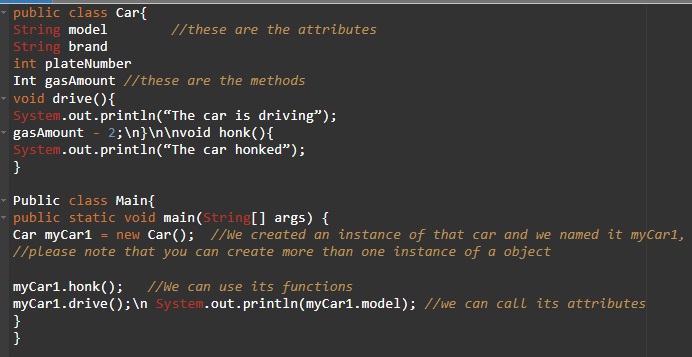 public class Car{
String model        //these are the attributes
String brand
int plateNumber
Int gasAmount //these are the methods
void drive(){
System.out.println(“The car is driving”);
gasAmount - 2;\n}\n\nvoid honk(){
System.out.println(“The car honked”);
}

Public class Main{
public static void main(String[] args) {
Car myCar1 = new Car();  //We created an instance of that car and we named it myCar1,
//please note that you can create more than one instance of a object

myCar1.honk();   //We can use its functions
myCar1.drive();\n System.out.println(myCar1.model); //we can call its attributes
}
}